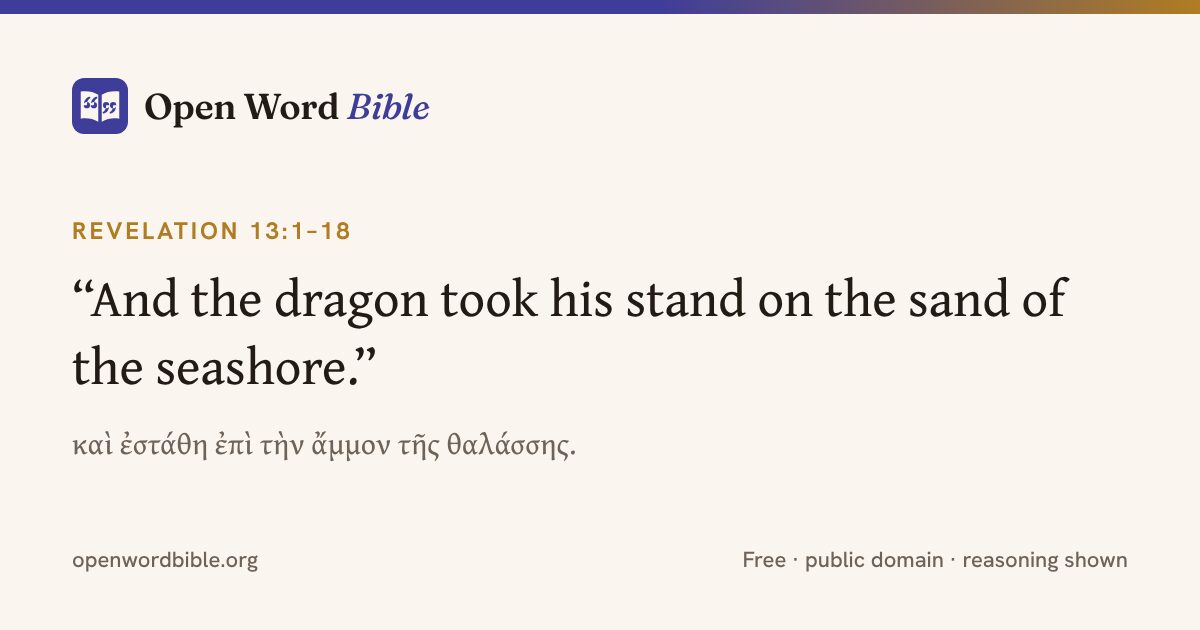 Open Word Bible
REVELATION 13:1–18
“And the dragon took his stand on the sand of
the seashore.”
καὶ ἐστάθη ἐπὶ τὴν ἄμμον τῆς θαλάσσης.
openwordbible.org
Free · public domain · reasoning shown